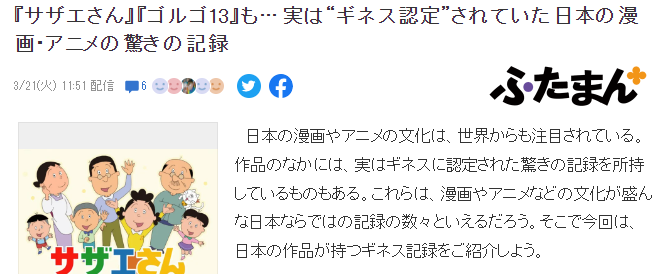 『サザエさん』『ゴルゴ13』も… 実は“ギネス認定”されていた日本の漫
画・アニメの驚きの記録
3/21(火) 11:51 配信
6
ふたまん+
日本の漫画やアニメの文化は、世界からも注目されている。
作品のなかには、実はギネスに認定された驚きの記録を所持
しているものもある。これらは、漫画やアニメなどの文化が盛ん
な日本ならではの記録の数々といえるだろう。そこで今回は、
日本の作品が持つギネス記録をご紹介しよう。
サザエさん